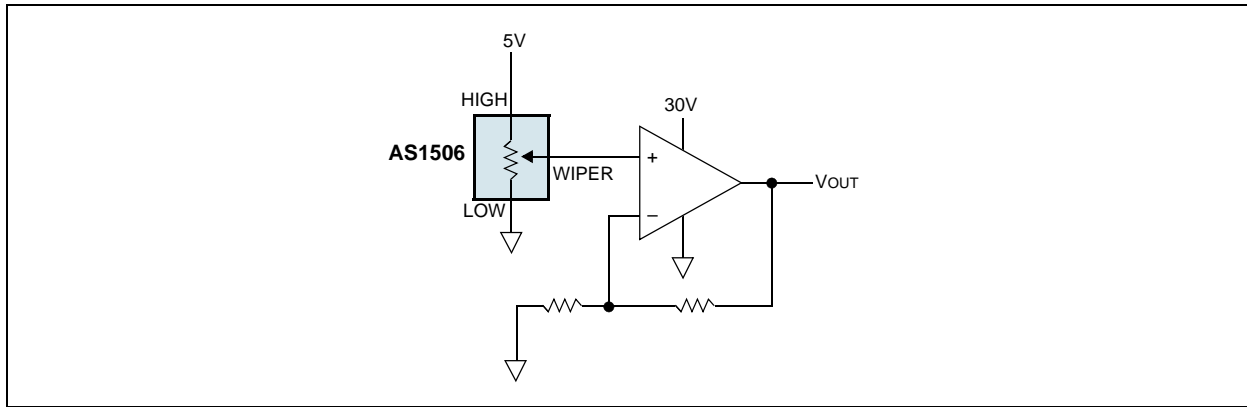 5V
HIGH
30V
AS1506
+
WIPER
VOUT
LOW
–